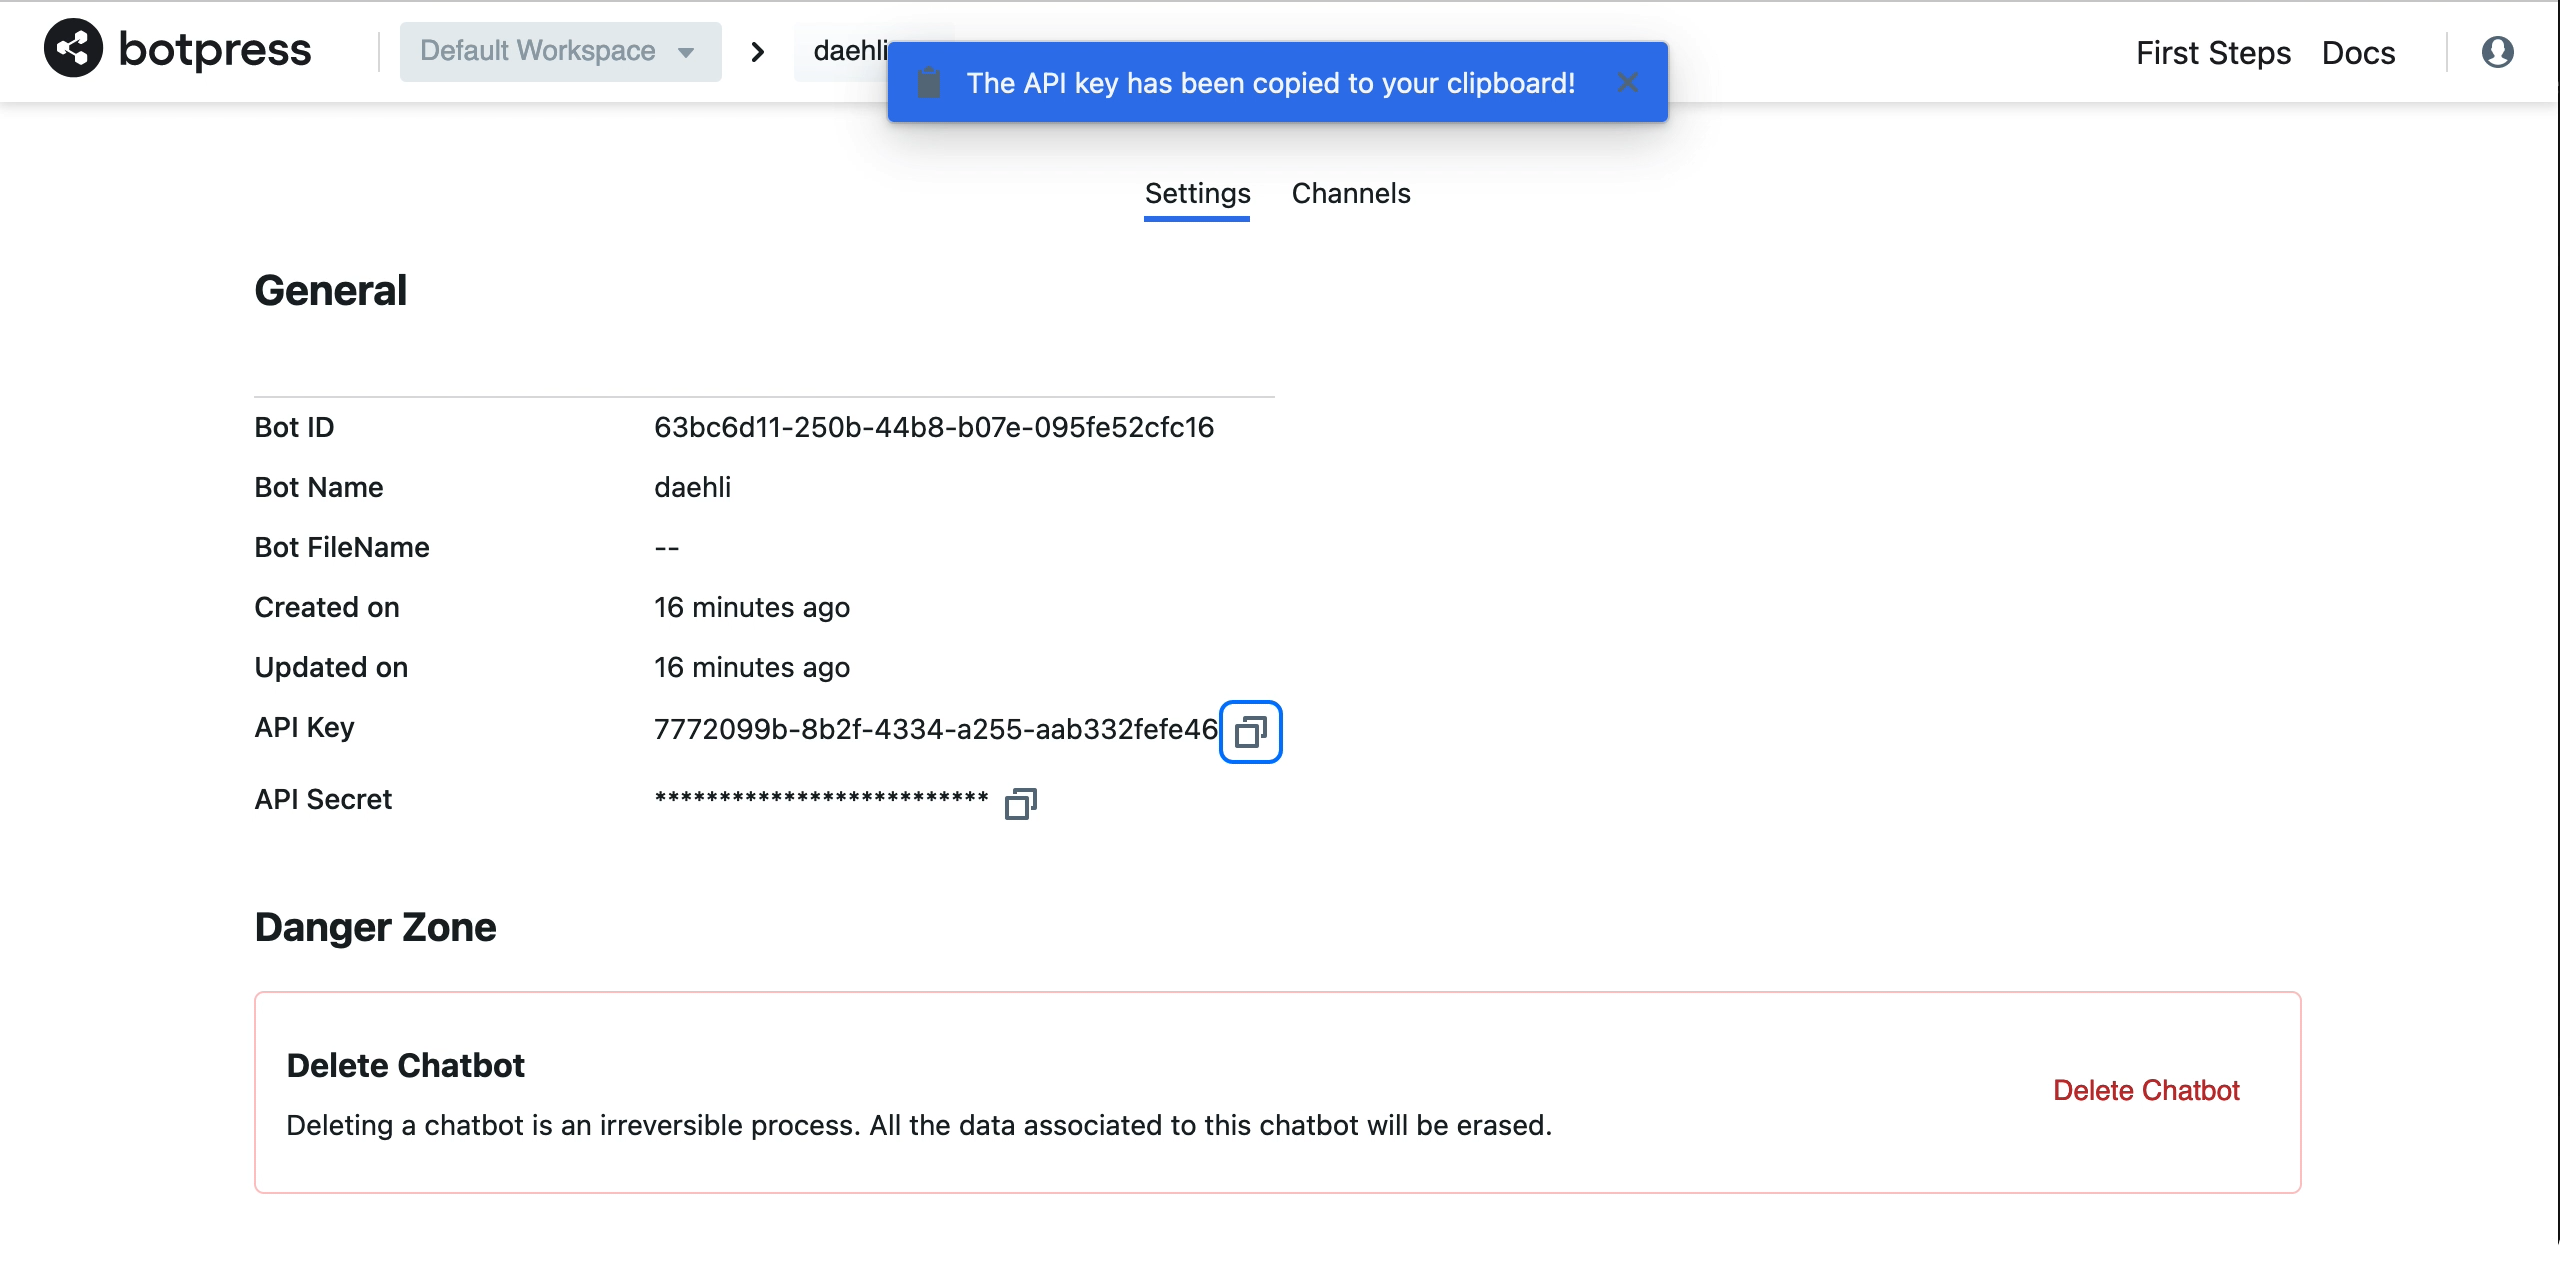 botpress Default Workspace daehli First Steps Docs
The API key has been copied to your clipboard!
Settings Channels
General
Bot ID 63bc6d11-250b-44b8-b07e-095fe52cfc16
Bot Name daehli
Bot FileName --
Created on 16 minutes ago
Updated on 16 minutes ago
API Key 7772099b-8b2f-4334-a255-aab332fefe46
API Secret **************************
Danger Zone
Delete Chatbot
Delete Chatbot
Deleting a chatbot is an irreversible process. All the data associated to this chatbot will be erased.